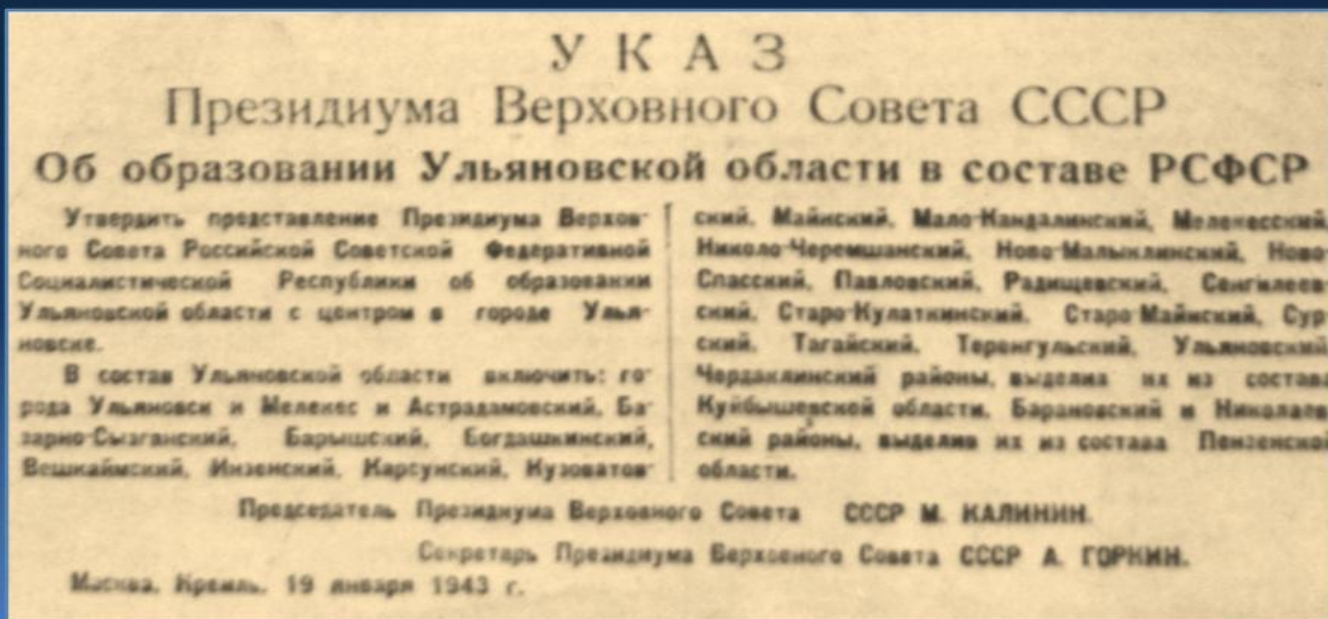 УКАЗ
Президиума Верховного Совета СССР
Об образовании Ульяновской области в составе РСФСР
Утвердить представление Президиума Верхов-
ного Совета Российской Советской Федеративной
Социалистической Республики об образовании
Ульяновской области с центром в городе Улья-
новске.
В состав Ульяновской области включить: го-
рода Ульяновск и Мелекес и Астрадамовский, Ба-
зарно-Сызганский, Барышский, Богдашкинский,
Вешкаймский, Инзенский, Карсунский, Кузоватов-
ский, Майнский, Мало-Кандалинский, Мелекесский,
Николо-Черемшанский, Ново-Малыклинский, Ново-
Спасский, Павловский, Радищевский, Сенгилеев-
ский, Старо-Кулаткинский, Старо-Майнский, Сур-
ский, Тагайский, Теренгульский, Ульяновский
Чердаклинский районы, выделив их из состава
Куйбышевской области, Барановский и Николаев-
ский районы, выделив их из состава Пензенской
области.
Председатель Президиума Верховного Совета СССР М. КАЛИНИН.
Секретарь Президиума Верховного Совета СССР А. ГОРКИН.
Москва, Кремль. 19 января 1943 г.